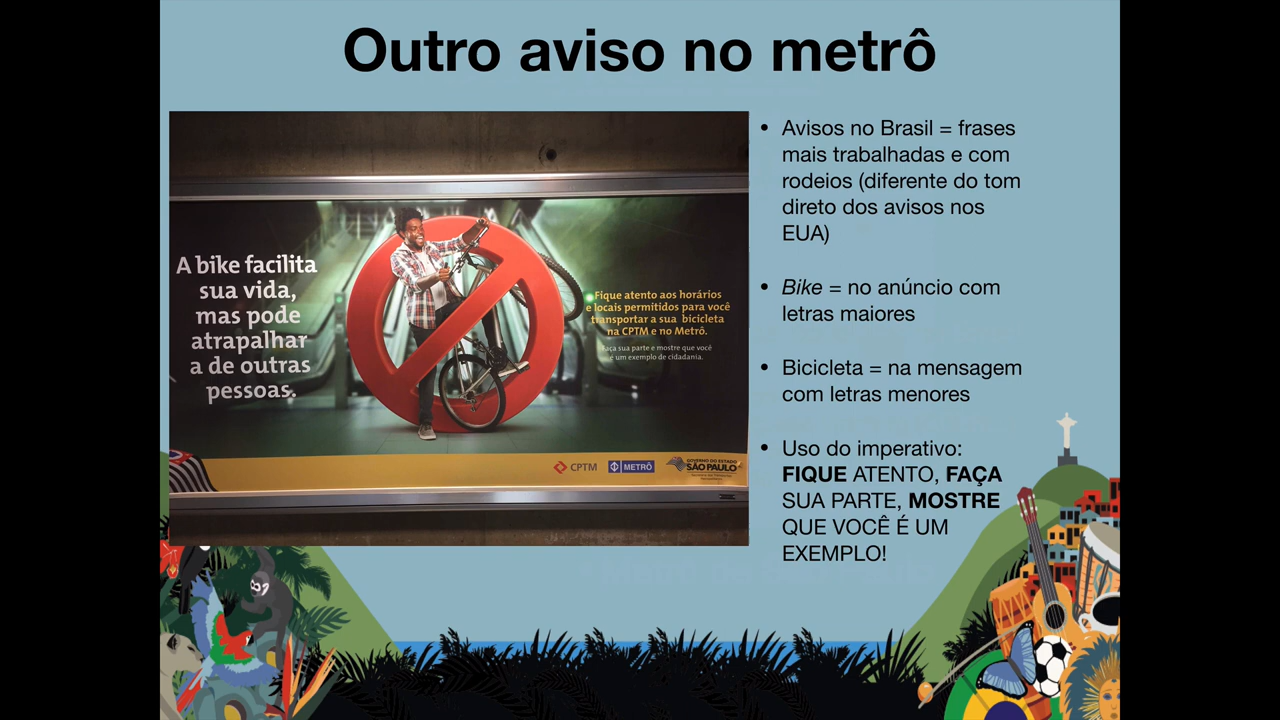 Outro aviso no metrô
A bike facilita
sua vida,
mas pode
atrapalhar
a de outras
pessoas.
Fique atento aos horários
e locais permitidos para você
transportar a sua bicicleta
na CPTM e no Metrô.
Faça sua parte e mostre que você
é um exemplo de cidadania.
CPTM
METRÔ
GOVERNO DO ESTADO
SÃO PAULO
• Avisos no Brasil = frases
mais trabalhadas e com
rodeios (diferente do tom
direto dos avisos nos
EUA)
• Bike = no anúncio com
letras maiores
• Bicicleta = na mensagem
com letras menores
• Uso do imperativo:
FIQUE ATENTO, FAÇA
SUA PARTE, MOSTRE
QUE VOCÊ É UM
EXEMPLO!